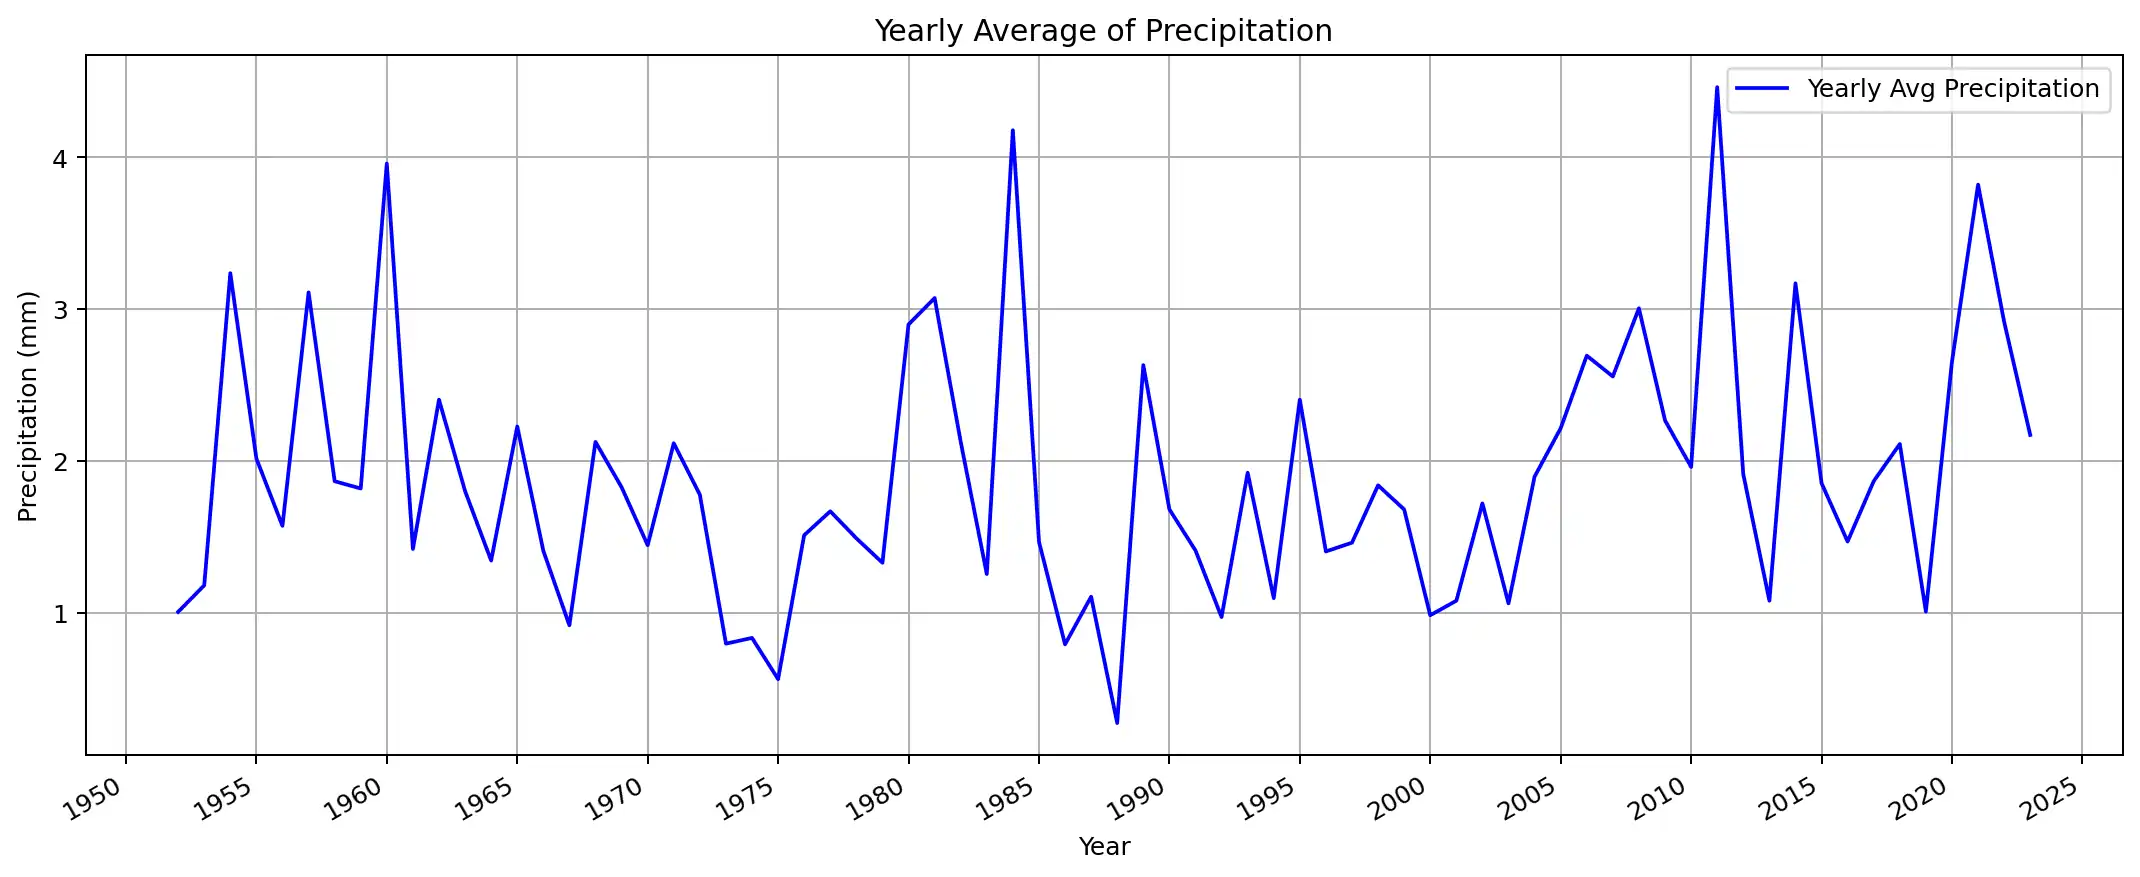 Yearly Average of Precipitation
Yearly Avg Precipitation
Precipitation (mm)
4
3
2
1
1950 1955 1960 1965 1970 1975 1980 1985 1990 1995 2000 2005 2010 2015 2020 2025
Year